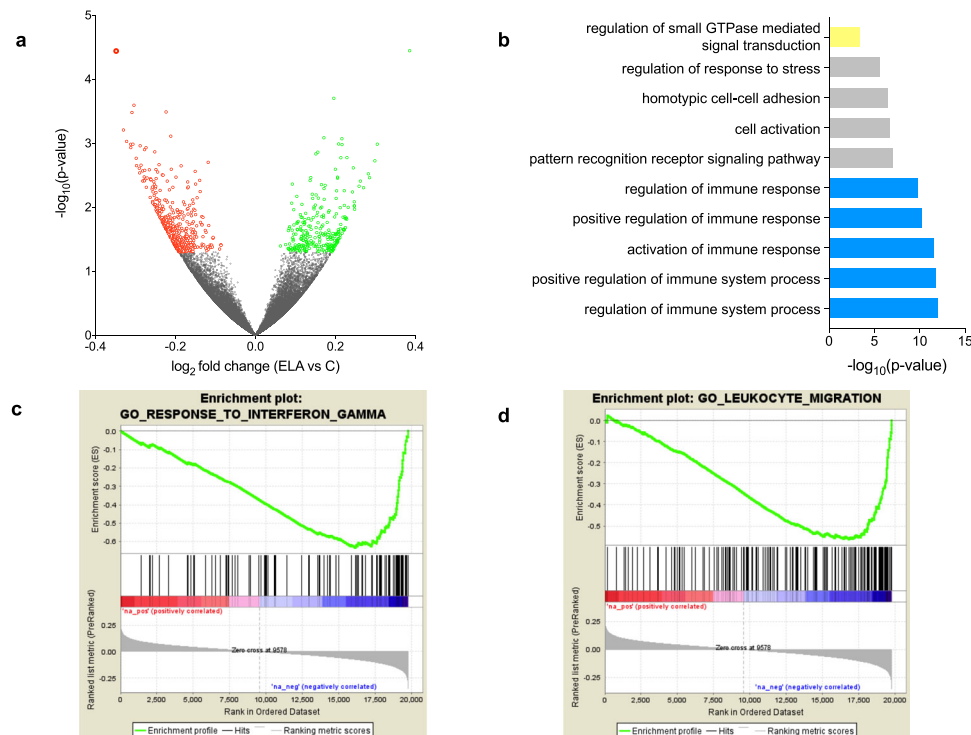 a
5
4
3
2
1
0
-log10(p-value)
-0.4
-0.2
0.0
0.2
0.4
log2 fold change (ELA vs C)
b
regulation of small GTPase mediated
signal transduction
regulation of response to stress
homotypic cell-cell adhesion
cell activation
pattern recognition receptor signaling pathway
regulation of immune response
positive regulation of immune response
activation of immune response
positive regulation of immune system process
regulation of immune system process
0
5
10
15
-log10(p-value)
c
Enrichment plot:
GO_RESPONSE_TO_INTERFERON_GAMMA
Enrichment score (ES)
0.0
-0.1
-0.2
-0.3
-0.4
-0.5
-0.6
'na_pos' (positively correlated)
Ranked list metric (PreRanked)
0.25
0.00
-0.25
Zero cross at 9578
'na_neg' (negatively correlated)
0
2,500
5,000
7,500
10,000
12,500
15,000
17,500
20,000
Rank in Ordered Dataset
Enrichment profile
Hits
Ranking metric scores
d
Enrichment plot: GO_LEUKOCYTE_MIGRATION
Enrichment score (ES)
0.0
-0.1
-0.2
-0.3
-0.4
-0.5
'na_pos' (positively correlated)
Ranked list metric (PreRanked)
0.25
0.00
-0.25
Zero cross at 9578
'na_neg' (negatively correlated)
0
2,500
5,000
7,500
10,000
12,500
15,000
17,500
20,000
Rank in Ordered Dataset
Enrichment profile
Hits
Ranking metric scores